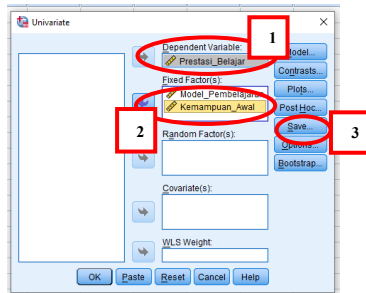 Univariate
1
Dependent Variable:
Prestasi_Belajar
Model...
Contrasts...
Fixed Factor(s):
Model_Pembelajaran
Kemampuan_Awal
Plots...
Post Hoc...
2
Save...
3
Random Factor(s):
Options...
Bootstrap...
Covariate(s):
WLS Weight:
OK Paste Reset Cancel Help